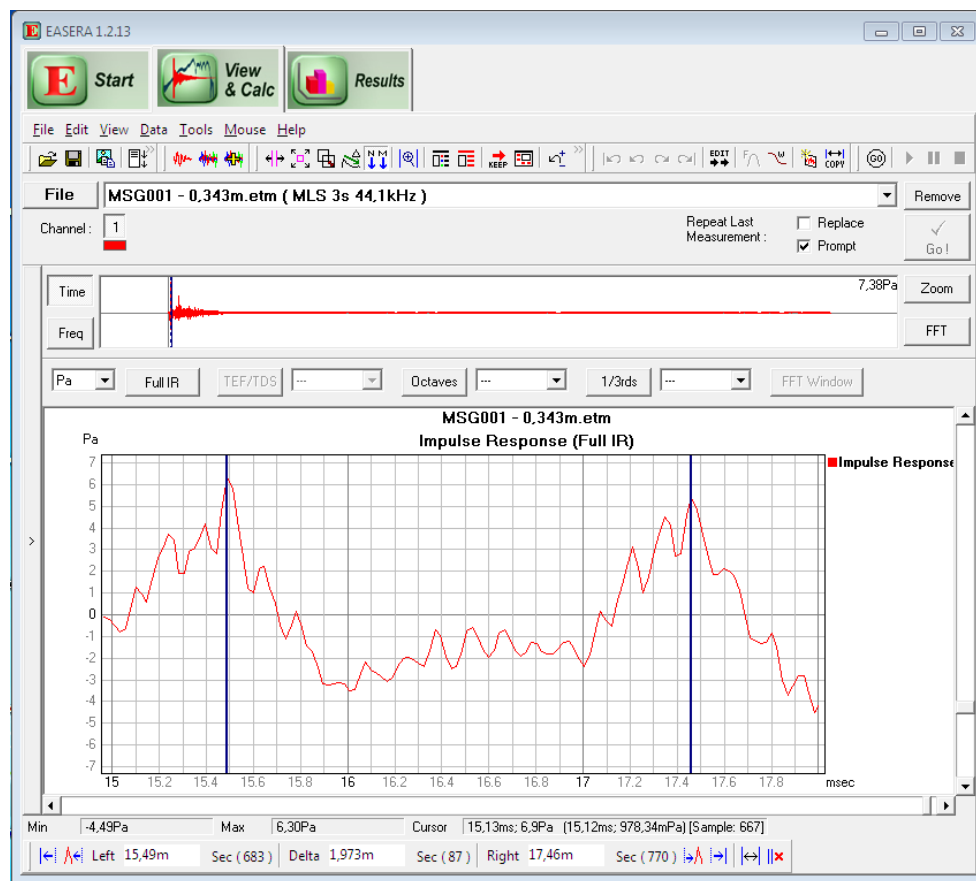 EASERA 1.2.13
E Start View & Calc Results
File Edit View Data Tools Mouse Help
KEEP EDIT COPY GO
File MSG001 - 0,343m.etm ( MLS 3s 44,1kHz ) Remove
Channel : 1 Repeat Last Measurement : Replace Prompt Go !
Time 7,38Pa Zoom
Freq FFT
Pa Full IR TEF/TDS --- Octaves --- 1/3rds --- FFT Window
MSG001 - 0,343m.etm
Impulse Response (Full IR)
Pa
Impulse Response
7
6
5
4
3
2
1
0
-1
-2
-3
-4
-5
-6
-7
15 15.2 15.4 15.6 15.8 16 16.2 16.4 16.6 16.8 17 17.2 17.4 17.6 17.8 msec
Min -4,49Pa Max 6,30Pa Cursor 15,13ms; 6,9Pa (15,12ms; 978,34mPa) [Sample: 667]
Left 15,49m Sec ( 683 ) Delta 1,973m Sec ( 87 ) Right 17,46m Sec ( 770 )